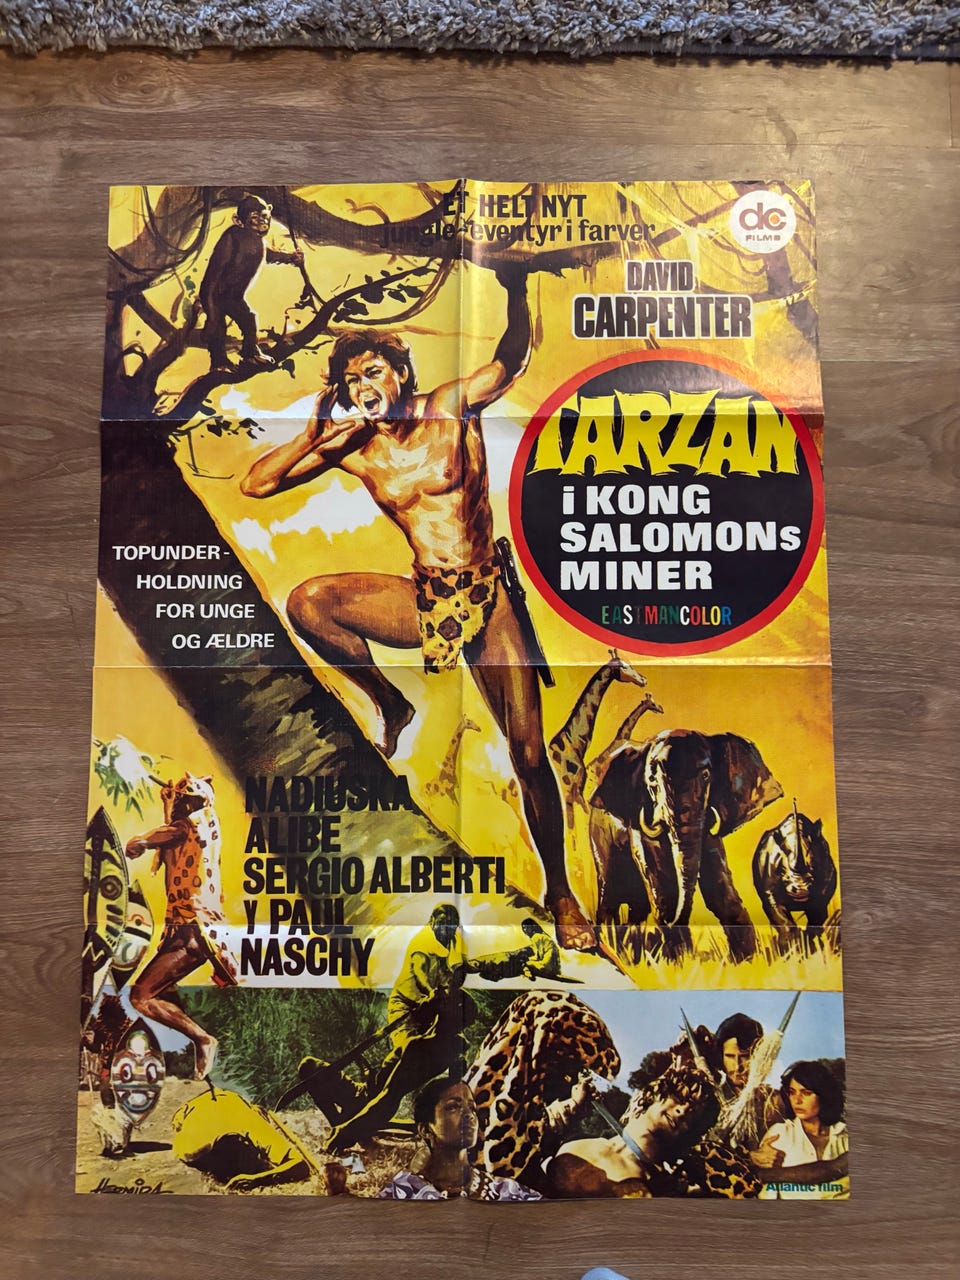 ET HELT NYT
jungle-eventyr i farver
dc
FILMS
DAVID
CARPENTER
TARZAN
i KONG
SALOMONs
MINER
EASTMANCOLOR
TOPUNDER-
HOLDNING
FOR UNGE
OG ÆLDRE
NADIUSKA
ALIBE
SERGIO ALBERTI
Y PAUL
NASCHY
HERMIDA
Atlantic film